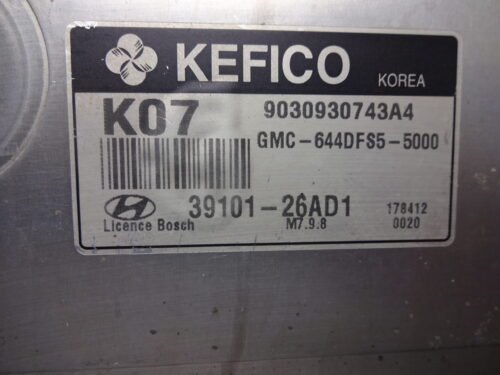 KEFICO KOREA
K07 9030930743A4
GMC-644DFS5-5000
39101-26AD1 178412
Licence Bosch M7.9.8 0020